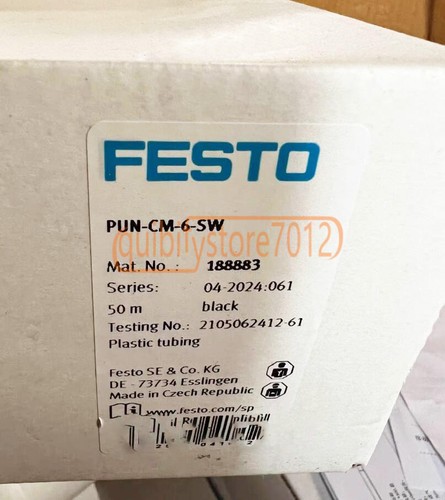 FESTO
PUN-CM-6-SW
quibflystore7012
Mat. No. : 188883
Series: 04-2024:061
50 m black
Testing No.: 2105062412-61
Plastic tubing
Festo SE & Co. KG
DE - 73734 Esslingen
Made in Czech Republic
www.festo.com/sp